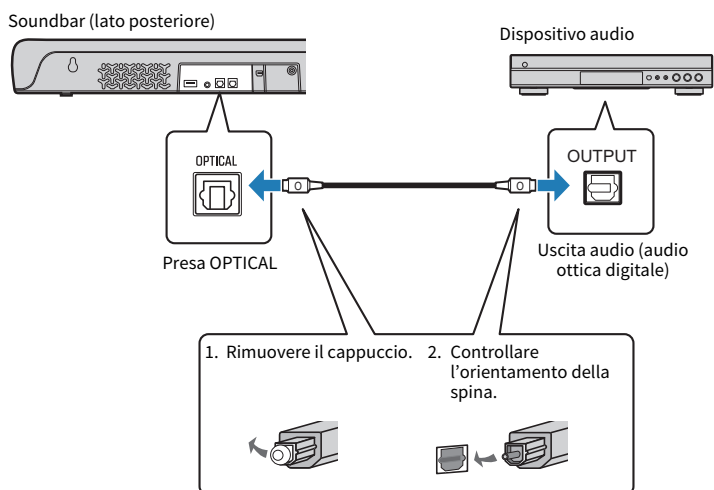 Soundbar (lato posteriore)
Dispositivo audio
OPTICAL
OUTPUT
Presa OPTICAL
Uscita audio (audio
ottica digitale)
1. Rimuovere il cappuccio.
2. Controllare
l’orientamento della
spina.